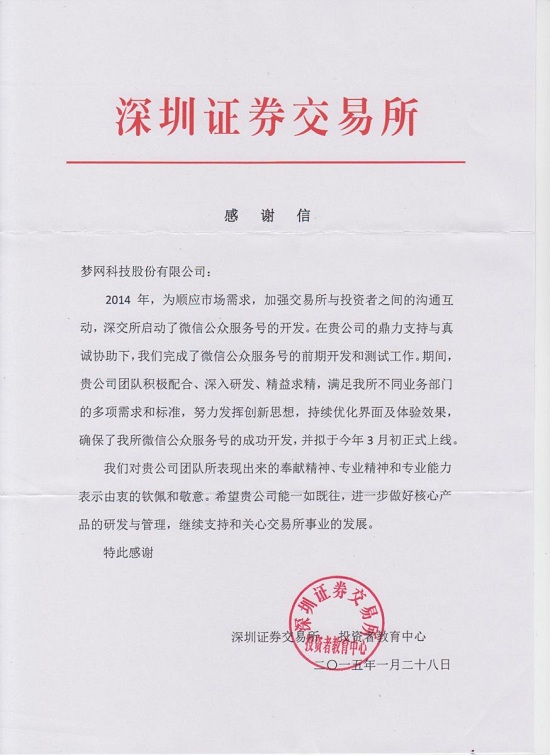 深圳证券交易所
感 谢 信
梦网科技股份有限公司：
2014 年，为顺应市场需求，加强交易所与投资者之间的沟通互
动，深交所启动了微信公众服务号的开发。在贵公司的鼎力支持与真
诚协助下，我们完成了微信公众服务号的前期开发和测试工作。期间，
贵公司团队积极配合、深入研发、精益求精，满足我所不同业务部门
的多项需求和标准，努力发挥创新思想，持续优化界面及体验效果，
确保了我所微信公众服务号的成功开发，并拟于今年 3 月初正式上线。
我们对贵公司团队所表现出来的奉献精神、专业精神和专业能力
表示由衷的钦佩和敬意。希望贵公司能一如既往，进一步做好核心产
品的研发与管理，继续支持和关心交易所事业的发展。
特此感谢
深圳证券交易所 投资者教育中心
二〇一五年一月二十八日
深圳证券交易所
投资者教育中心